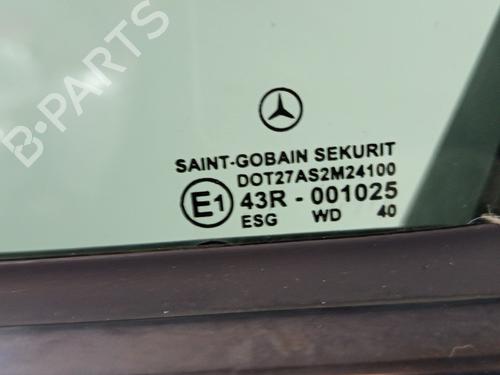 B-PARTS
SAINT-GOBAIN SEKURIT
DOT27AS2M24100
E1 43R - 001025
ESG WD 40